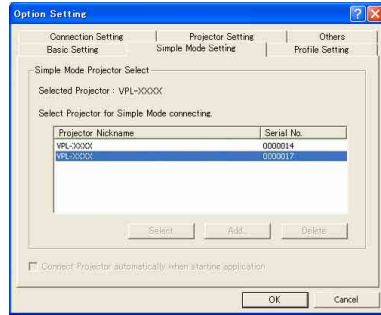 Option Setting
Connection Setting Projector Setting Others
Basic Setting Simple Mode Setting Profile Setting
Simple Mode Projector Select
Selected Projector : VPL-XXXX
Select Projector for Simple Mode connecting.
Projector Nickname Serial No.
VPL-XXXX 0000014
VPL-XXXX 0000017
Select Add... Delete
Connect Projector automatically when starting application
OK Cancel